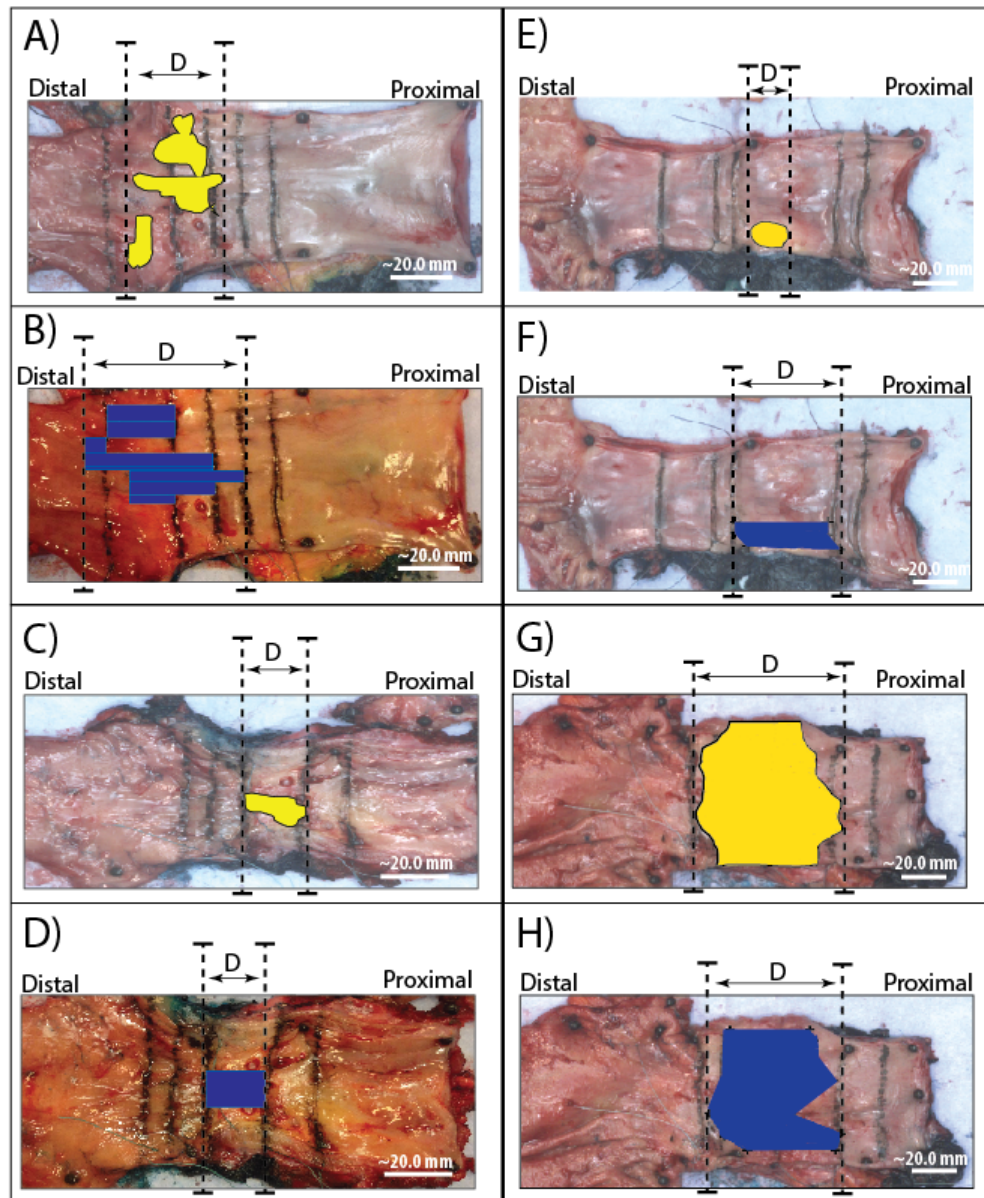 A)
D
Distal
Proximal
~20.0 mm
B)
D
Distal
Proximal
~20.0 mm
C)
D
Distal
Proximal
~20.0 mm
D)
D
Distal
Proximal
~20.0 mm
E)
D
Distal
Proximal
~20.0 mm
F)
D
Distal
Proximal
~20.0 mm
G)
D
Distal
Proximal
~20.0 mm
H)
D
Distal
Proximal
~20.0 mm